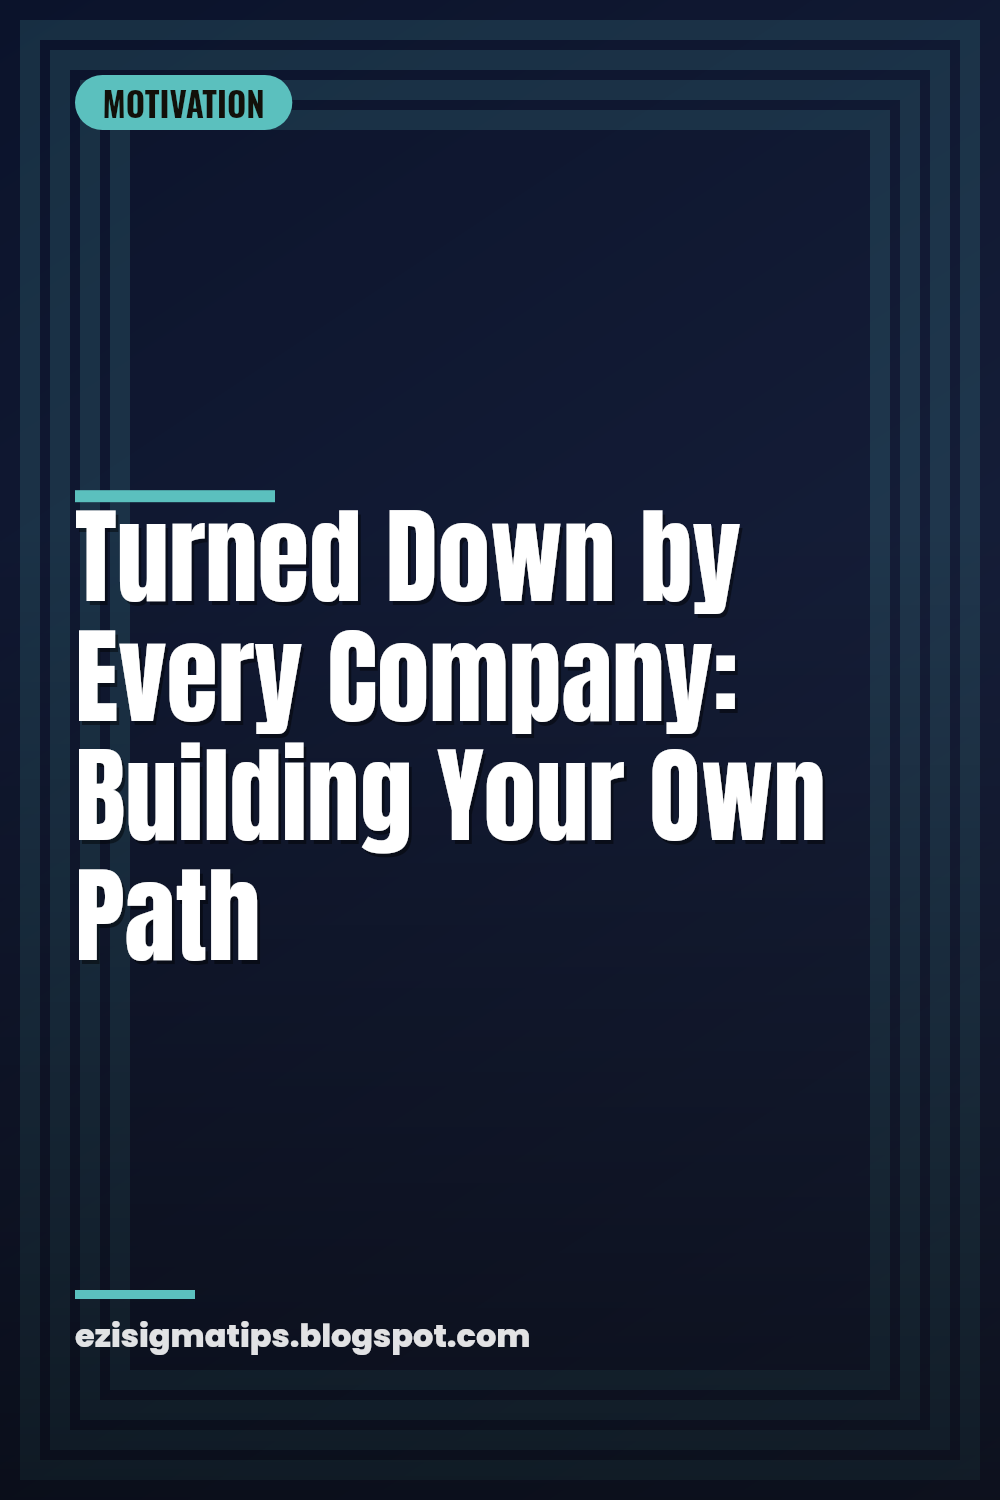 MOTIVATION
Turned Down by
Every Company:
Building Your Own
Path
ezisigmatips.blogspot.com